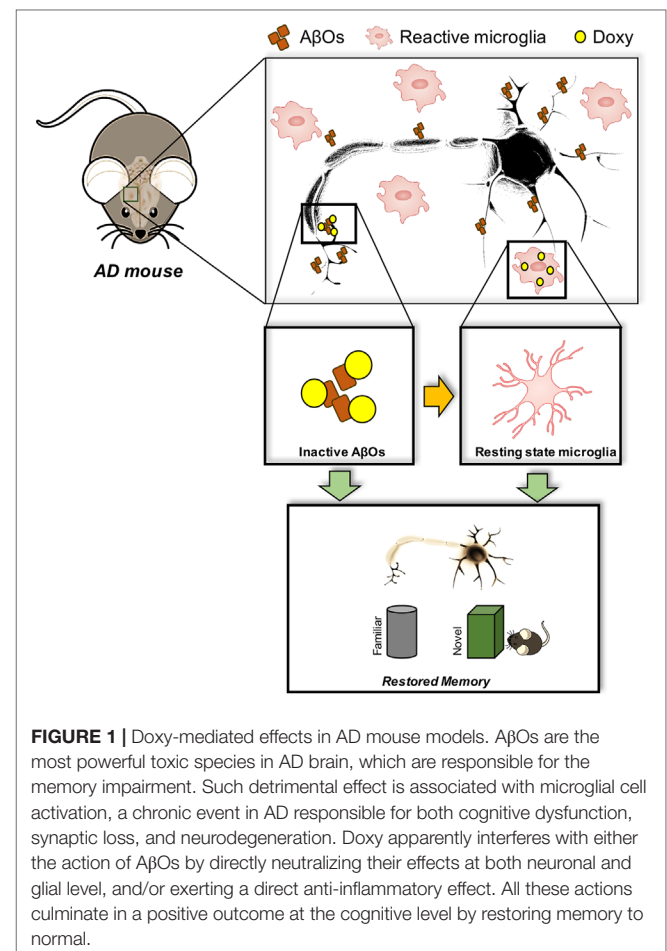 AβOs Reactive microglia Doxy
AD mouse
Inactive AβOs
Resting state microglia
Familiar
Novel
Restored Memory
FIGURE 1 | Doxy-mediated effects in AD mouse models. AβOs are the
most powerful toxic species in AD brain, which are responsible for the
memory impairment. Such detrimental effect is associated with microglial cell
activation, a chronic event in AD responsible for both cognitive dysfunction,
synaptic loss, and neurodegeneration. Doxy apparently interferes with either
the action of AβOs by directly neutralizing their effects at both neuronal and
glial level, and/or exerting a direct anti-inflammatory effect. All these actions
culminate in a positive outcome at the cognitive level by restoring memory to
normal.